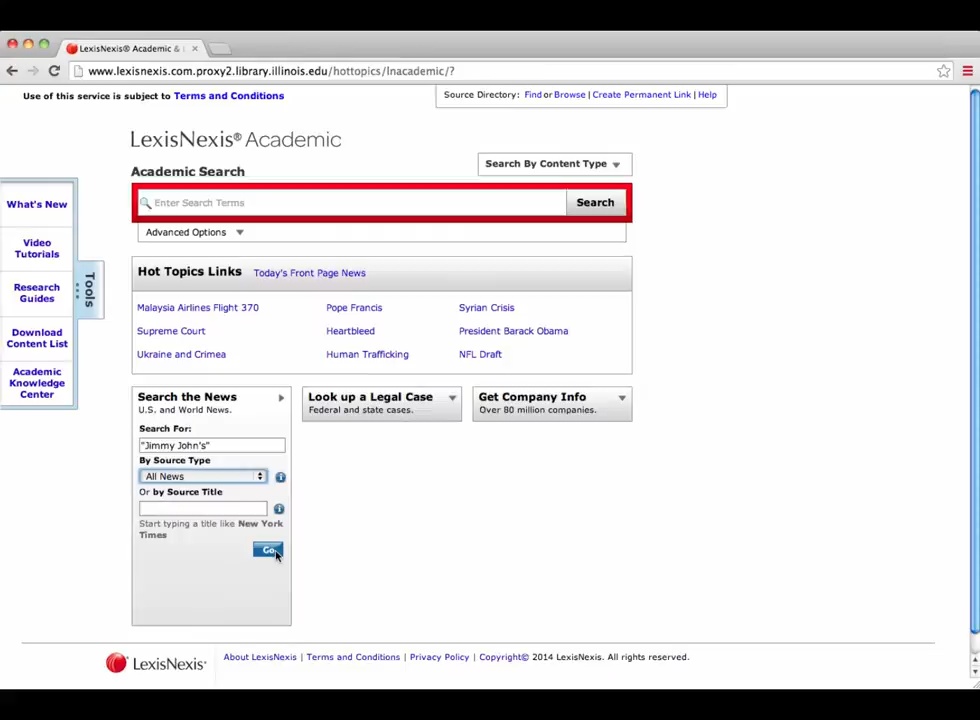 LexisNexis® Academic &
www.lexisnexis.com.proxy2.library.illinois.edu/hottopics/lnacademic/?
Use of this service is subject to Terms and Conditions
Source Directory: Find or Browse | Create Permanent Link | Help
LexisNexis® Academic
Search By Content Type
Academic Search
Enter Search Terms
Search
Advanced Options
What's New
Video
Tutorials
Research
Guides
Download
Content List
Academic
Knowledge
Center
Tools
Hot Topics Links Today's Front Page News
Malaysia Airlines Flight 370 Pope Francis Syrian Crisis
Supreme Court Heartbleed President Barack Obama
Ukraine and Crimea Human Trafficking NFL Draft
Search the News
U.S. and World News.
Search For:
"Jimmy John's"
By Source Type
All News
Or by Source Title
Start typing a title like New York
Times
Go
Look up a Legal Case
Federal and state cases.
Get Company Info
Over 80 million companies.
LexisNexis®
About LexisNexis | Terms and Conditions | Privacy Policy | Copyright© 2014 LexisNexis. All rights reserved.